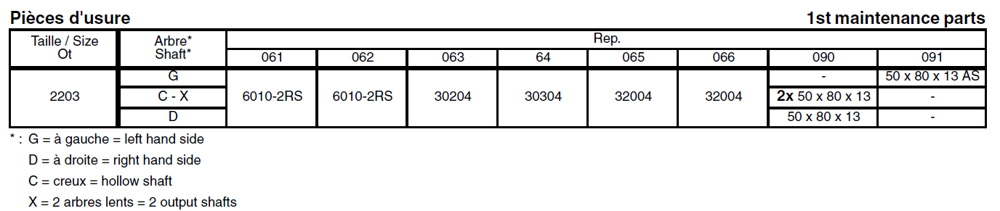 Pièces d'usure 1st maintenance parts
Taille / Size Arbre* Rep.
Ot Shaft* 061 062 063 64 065 066 090 091
G - 50 x 80 x 13 AS
2203 C - X 6010-2RS 6010-2RS 30204 30304 32004 32004 2x 50 x 80 x 13 -
D 50 x 80 x 13 -
* : G = à gauche = left hand side
D = à droite = right hand side
C = creux = hollow shaft
X = 2 arbres lents = 2 output shafts